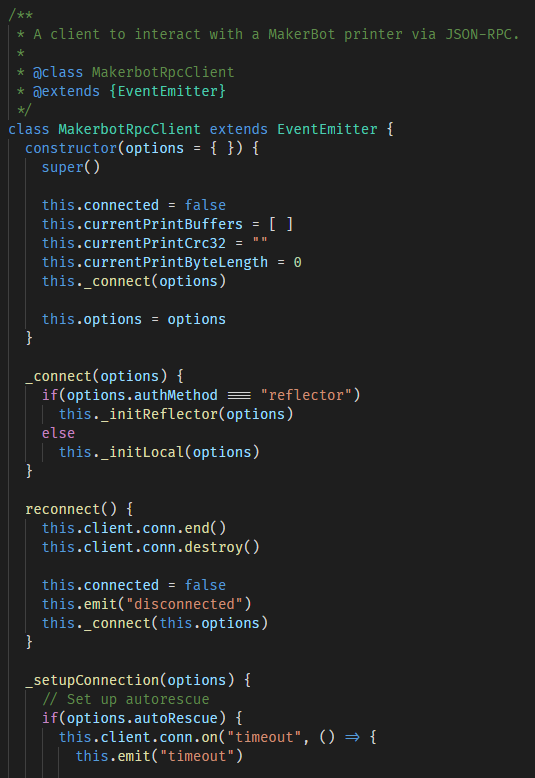 /**
 * A client to interact with a MakerBot printer via JSON-RPC.
 *
 * @class MakerbotRpcClient
 * @extends {EventEmitter}
 */
class MakerbotRpcClient extends EventEmitter {
  constructor(options = { }) {
    super()

    this.connected = false
    this.currentPrintBuffers = [ ]
    this.currentPrintCrc32 = ""
    this.currentPrintByteLength = 0
    this._connect(options)

    this.options = options
  }

  _connect(options) {
    if(options.authMethod === "reflector")
      this._initReflector(options)
    else
      this._initLocal(options)
  }

  reconnect() {
    this.client.conn.end()
    this.client.conn.destroy()

    this.connected = false
    this.emit("disconnected")
    this._connect(this.options)
  }

  _setupConnection(options) {
    // Set up autorescue
    if(options.autoRescue) {
      this.client.conn.on("timeout", () => {
        this.emit("timeout")